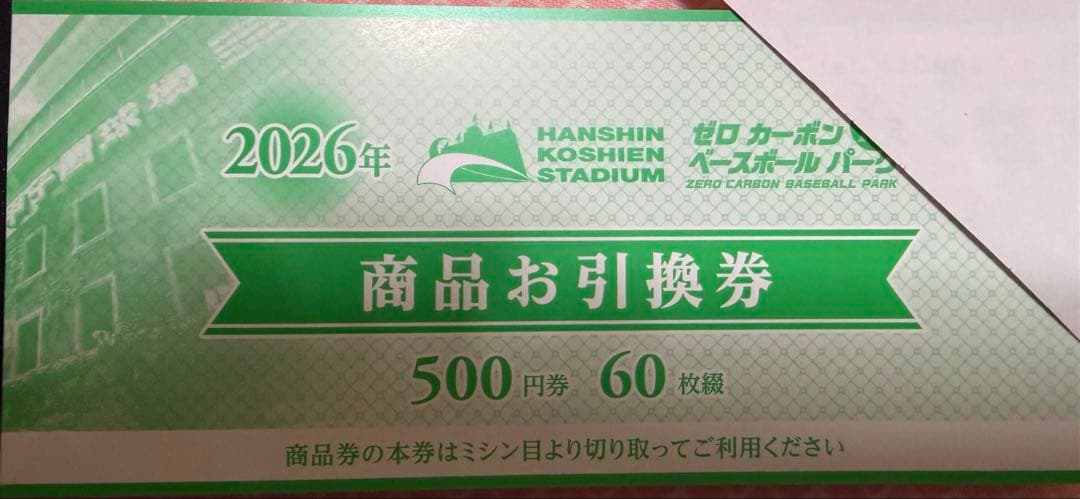 2026年
HANSHIN
KOSHIEN
STADIUM
ゼロ カーボン
ベースボール パーク
ZERO CARBON BASEBALL PARK
商品お引換券
500円券 60枚綴
商品券の本券はミシン目より切り取ってご利用ください